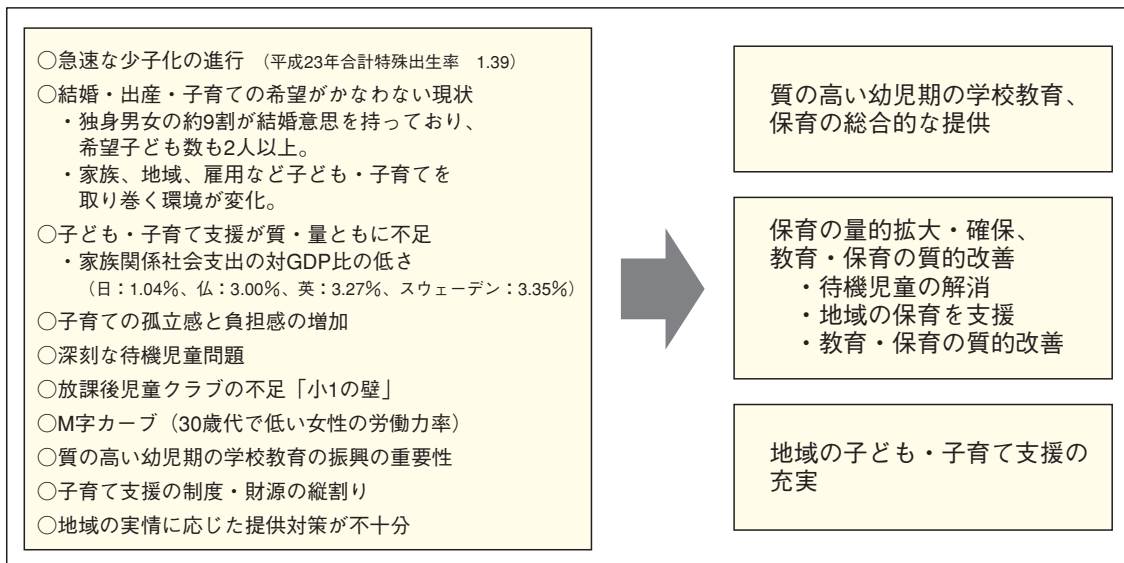 ○急速な少子化の進行 (平成23年合計特殊出生率　1.39)
○結婚・出産・子育ての希望がかなわない現状
・独身男女の約9割が結婚意思を持っており、
希望子ども数も2人以上。
・家族、地域、雇用など子ども・子育てを
取り巻く環境が変化。
○子ども・子育て支援が質・量ともに不足
・家族関係社会支出の対GDP比の低さ
（日：1.04%、仏：3.00%、英：3.27%、スウェーデン：3.35%）
○子育ての孤立感と負担感の増加
○深刻な待機児童問題
○放課後児童クラブの不足「小1の壁」
○M字カーブ（30歳代で低い女性の労働力率）
○質の高い幼児期の学校教育の振興の重要性
○子育て支援の制度・財源の縦割り
○地域の実情に応じた提供対策が不十分
質の高い幼児期の学校教育、
保育の総合的な提供
保育の量的拡大・確保、
教育・保育の質的改善
・待機児童の解消
・地域の保育を支援
・教育・保育の質的改善
地域の子ども・子育て支援の
充実